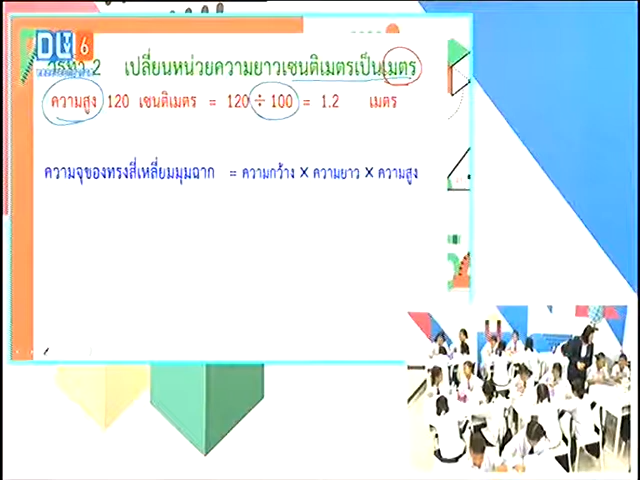 DLTV 6
วิธีทำ 2 เปลี่ยนหน่วยความยาวเซนติเมตรเป็นเมตร
ความสูง 120 เซนติเมตร = 120 ÷ 100 = 1.2 เมตร
ความจุของทรงสี่เหลี่ยมมุมฉาก = ความกว้าง X ความยาว X ความสูง